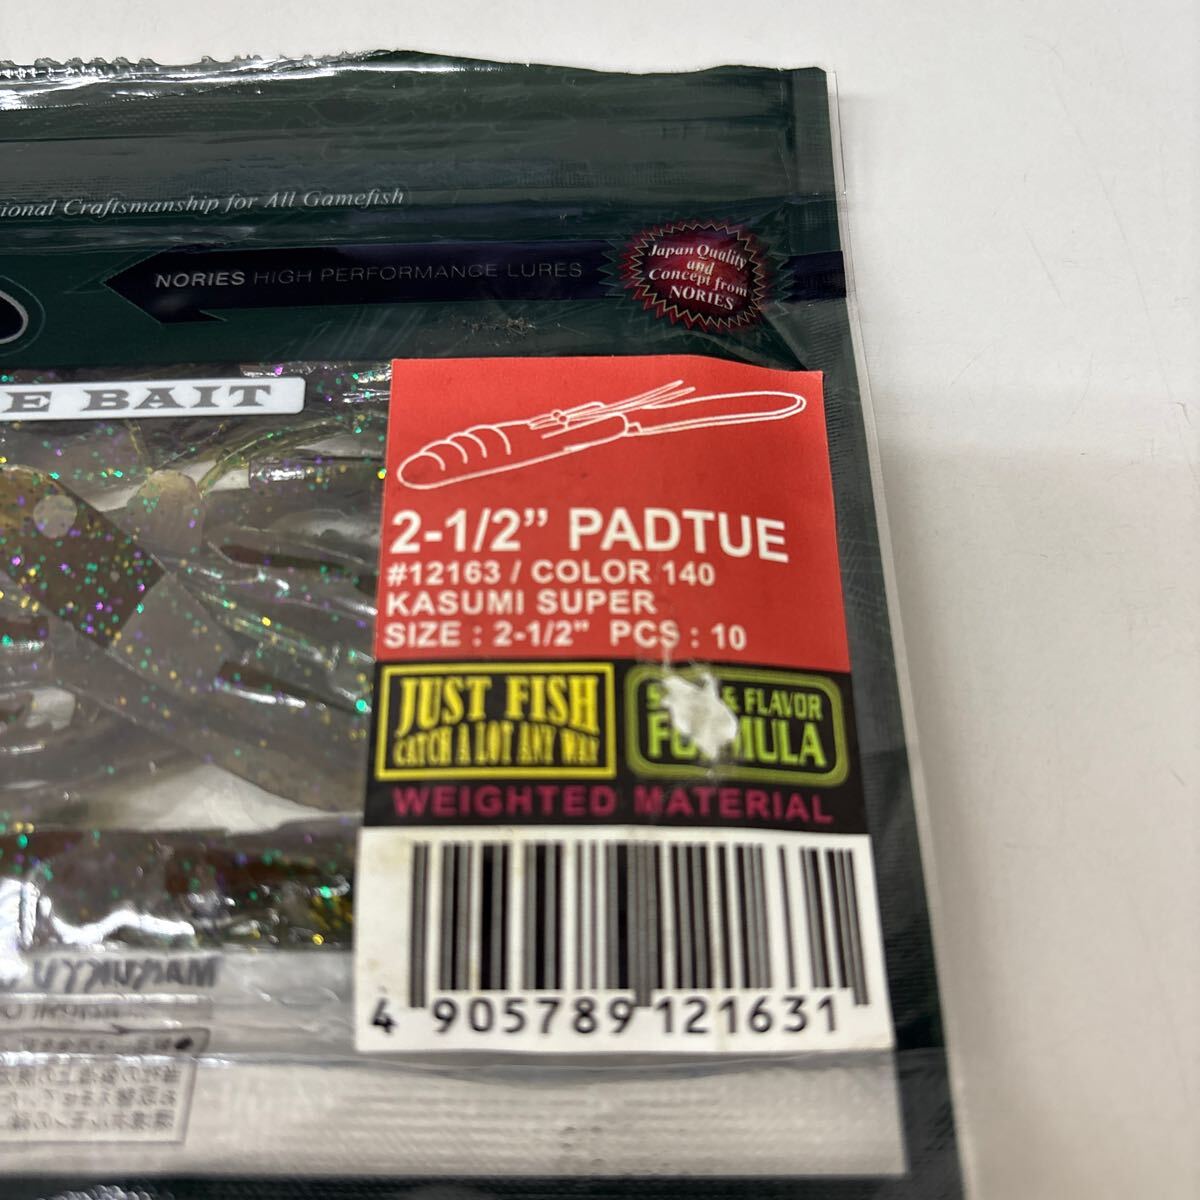 ional Craftsmanship for All Gamefish
NORIES HIGH PERFORMANCE LURES
Japan Quality
and
Concept from
NORIES
E BAIT
2-1/2” PADTUE
#12163 / COLOR 140
KASUMI SUPER
SIZE : 2-1/2" PCS : 10
JUST FISH
CATCH A LOT ANY WAY
& FLAVOR
FORMULA
WEIGHTED MATERIAL
4 905789 121631